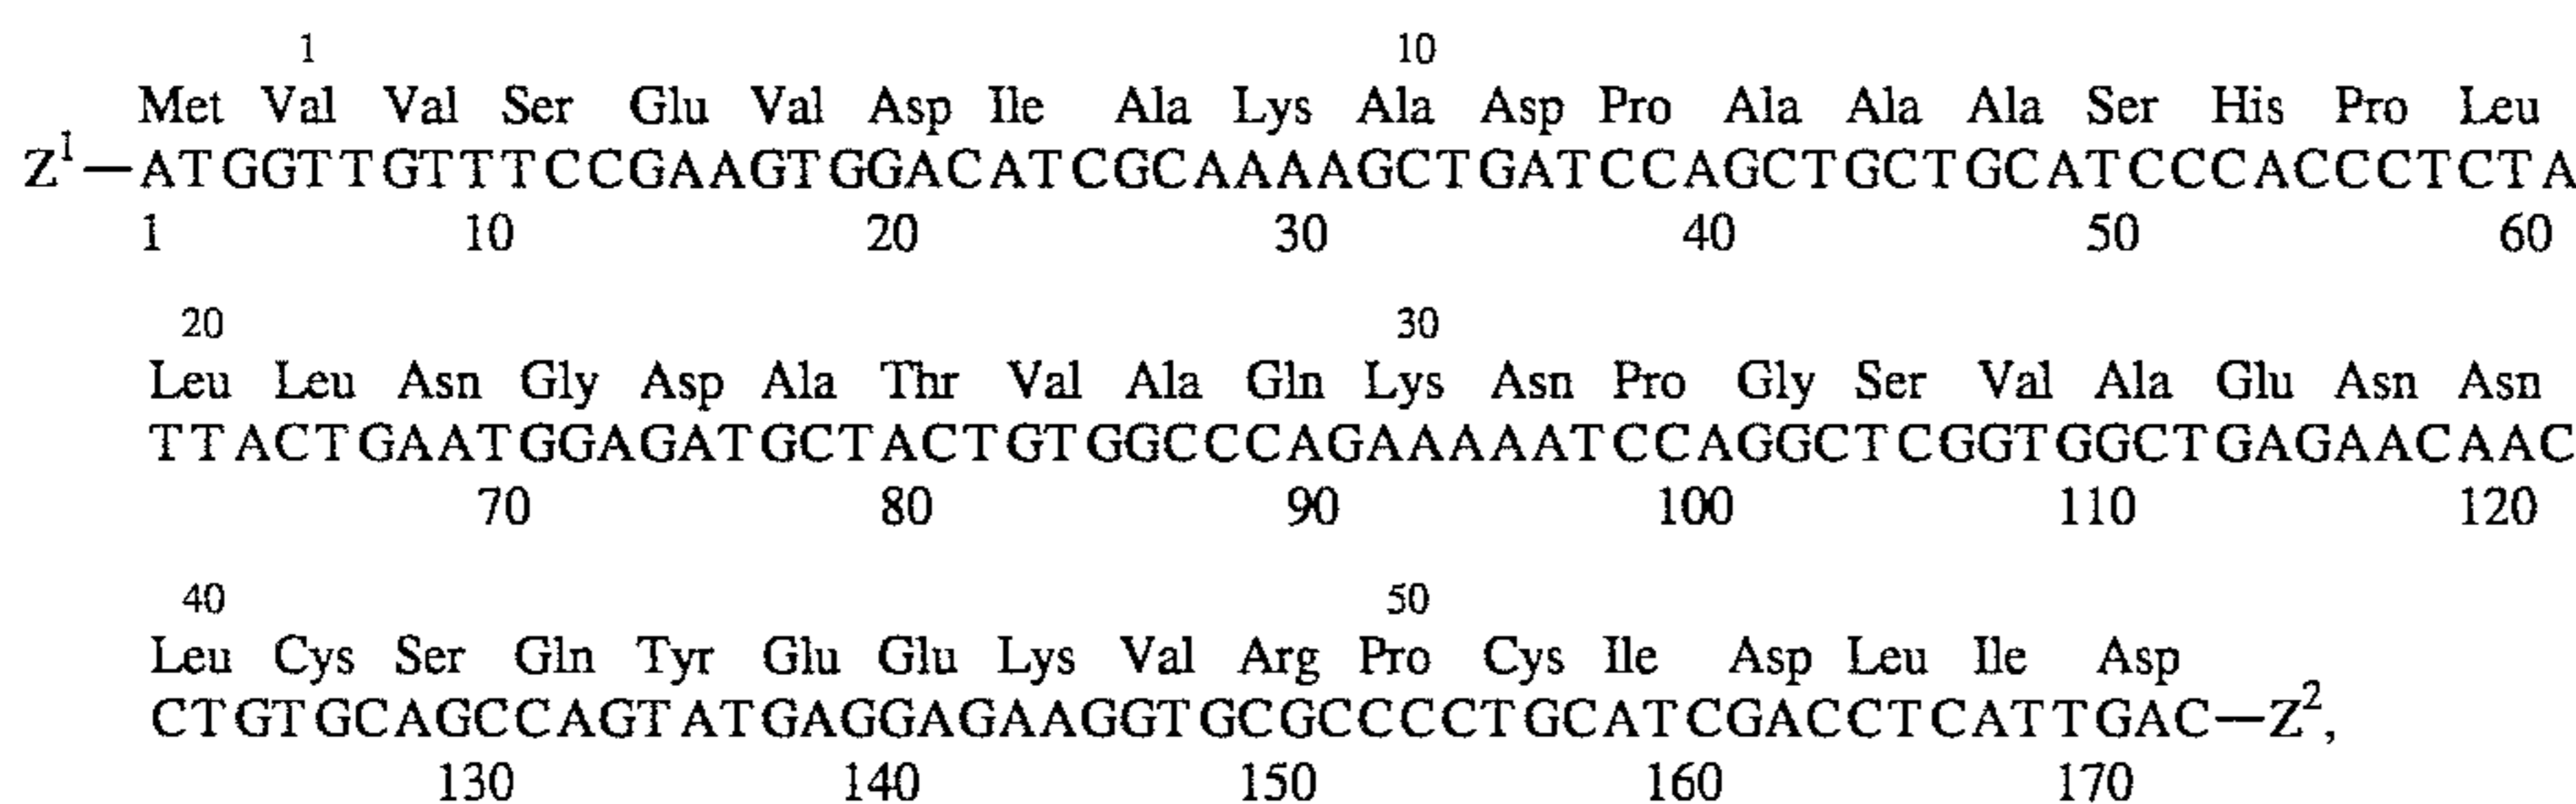 1 10
Met Val Val Ser Glu Val Asp Ile Ala Lys Ala Asp Pro Ala Ala Ala Ser His Pro Leu
Z¹—ATGGTTGTTTCCGAAGTGGACATCGCAAAAGCTGATCCAGCTGCTGCATCCCACCCTCTA
1 10 20 30 40 50 60
20 30
Leu Leu Asn Gly Asp Ala Thr Val Ala Gln Lys Asn Pro Gly Ser Val Ala Glu Asn Asn
TTACTGAATGGAGATGCTACTGTGGCCCAGAAAAATCCAGGCTCGGTGGCTGAGAACAAC
70 80 90 100 110 120
40 50
Leu Cys Ser Gln Tyr Glu Glu Lys Val Arg Pro Cys Ile Asp Leu Ile Asp
CTGTGCAGCCAGTATGAGGAGAAGGTGCGCCCCTGCATCGACCTCATTGAC—Z²,
130 140 150 160 170